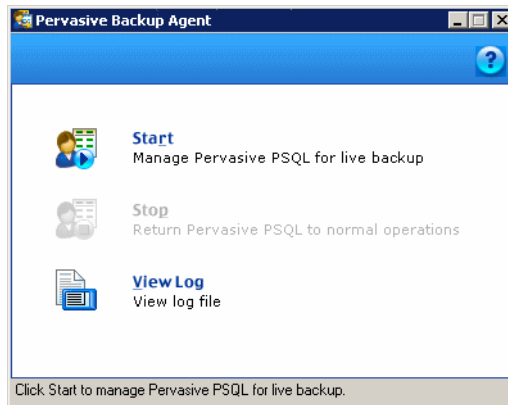 Pervasive Backup Agent
?
Start
Manage Pervasive PSQL for live backup
Stop
Return Pervasive PSQL to normal operations
View Log
View log file
Click Start to manage Pervasive PSQL for live backup.